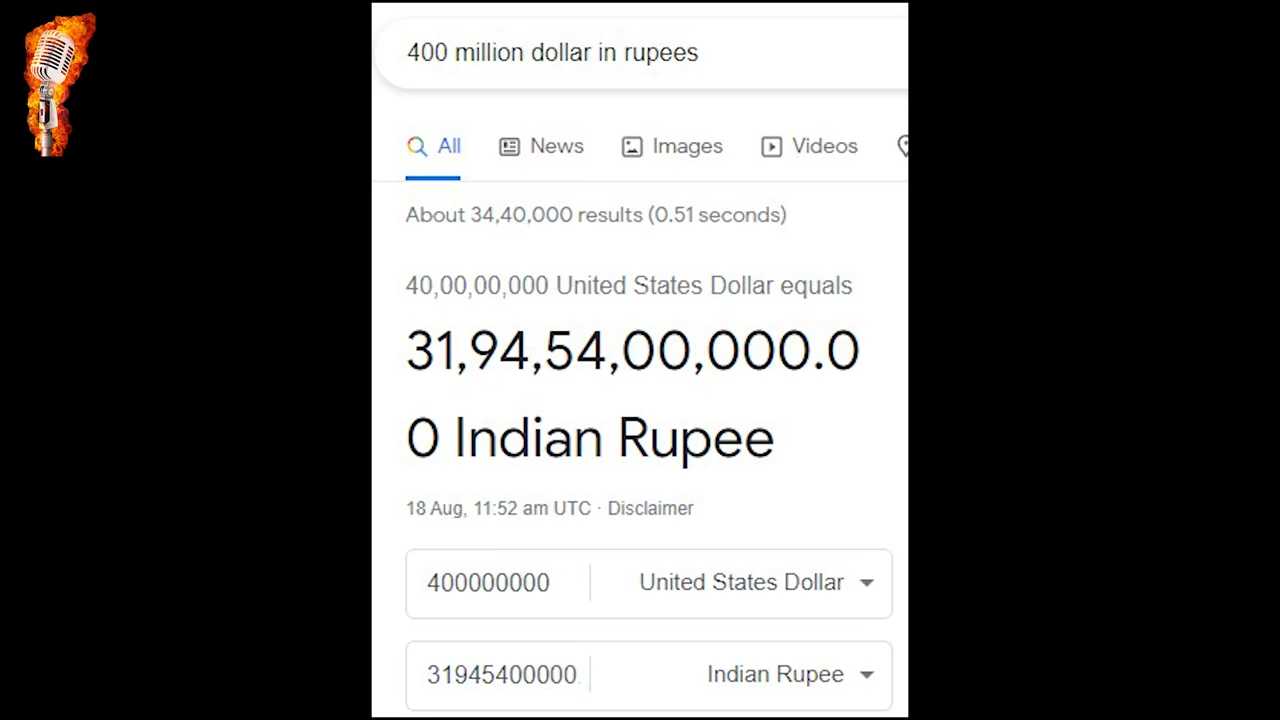 400 million dollar in rupees
All News Images Videos
About 34,40,000 results (0.51 seconds)
40,00,00,000 United States Dollar equals
31,94,54,00,000.0
0 Indian Rupee
18 Aug, 11:52 am UTC · Disclaimer
400000000 United States Dollar
31945400000. Indian Rupee